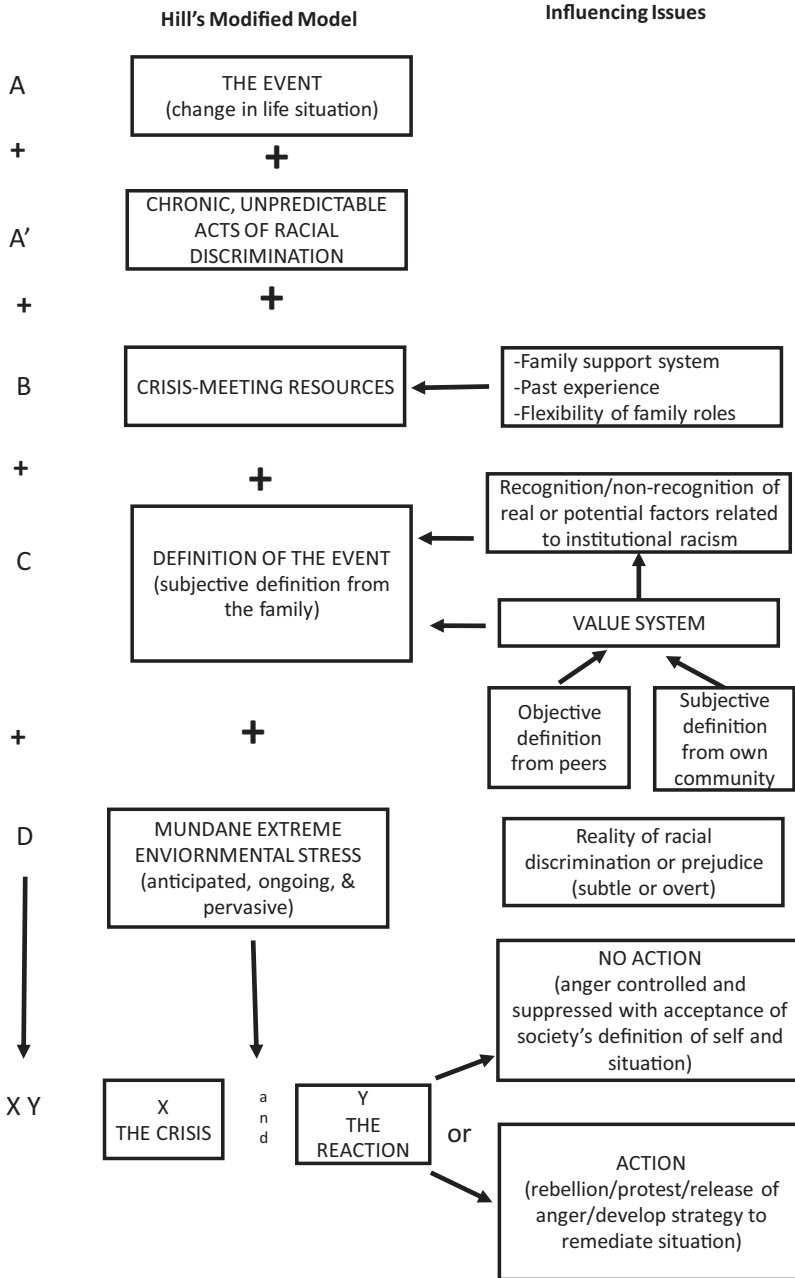 Hill's Modified Model
Influencing Issues
A
THE EVENT
(change in life situation)
+
+
A'
CHRONIC, UNPREDICTABLE
ACTS OF RACIAL
DISCRIMINATION
+
+
B
CRISIS-MEETING RESOURCES
-Family support system
-Past experience
-Flexibility of family roles
+
+
C
DEFINITION OF THE EVENT
(subjective definition from
the family)
Recognition/non-recognition of
real or potential factors related
to institutional racism
VALUE SYSTEM
Objective
definition
from peers
Subjective
definition
from own
community
+
+
D
MUNDANE EXTREME
ENVIORNMENTAL STRESS
(anticipated, ongoing, &
pervasive)
Reality of racial
discrimination or prejudice
(subtle or overt)
NO ACTION
(anger controlled and
suppressed with acceptance of
society's definition of self and
situation)
X Y
X
THE CRISIS
a
n
d
Y
THE
REACTION
or
ACTION
(rebellion/protest/release of
anger/develop strategy to
remediate situation)